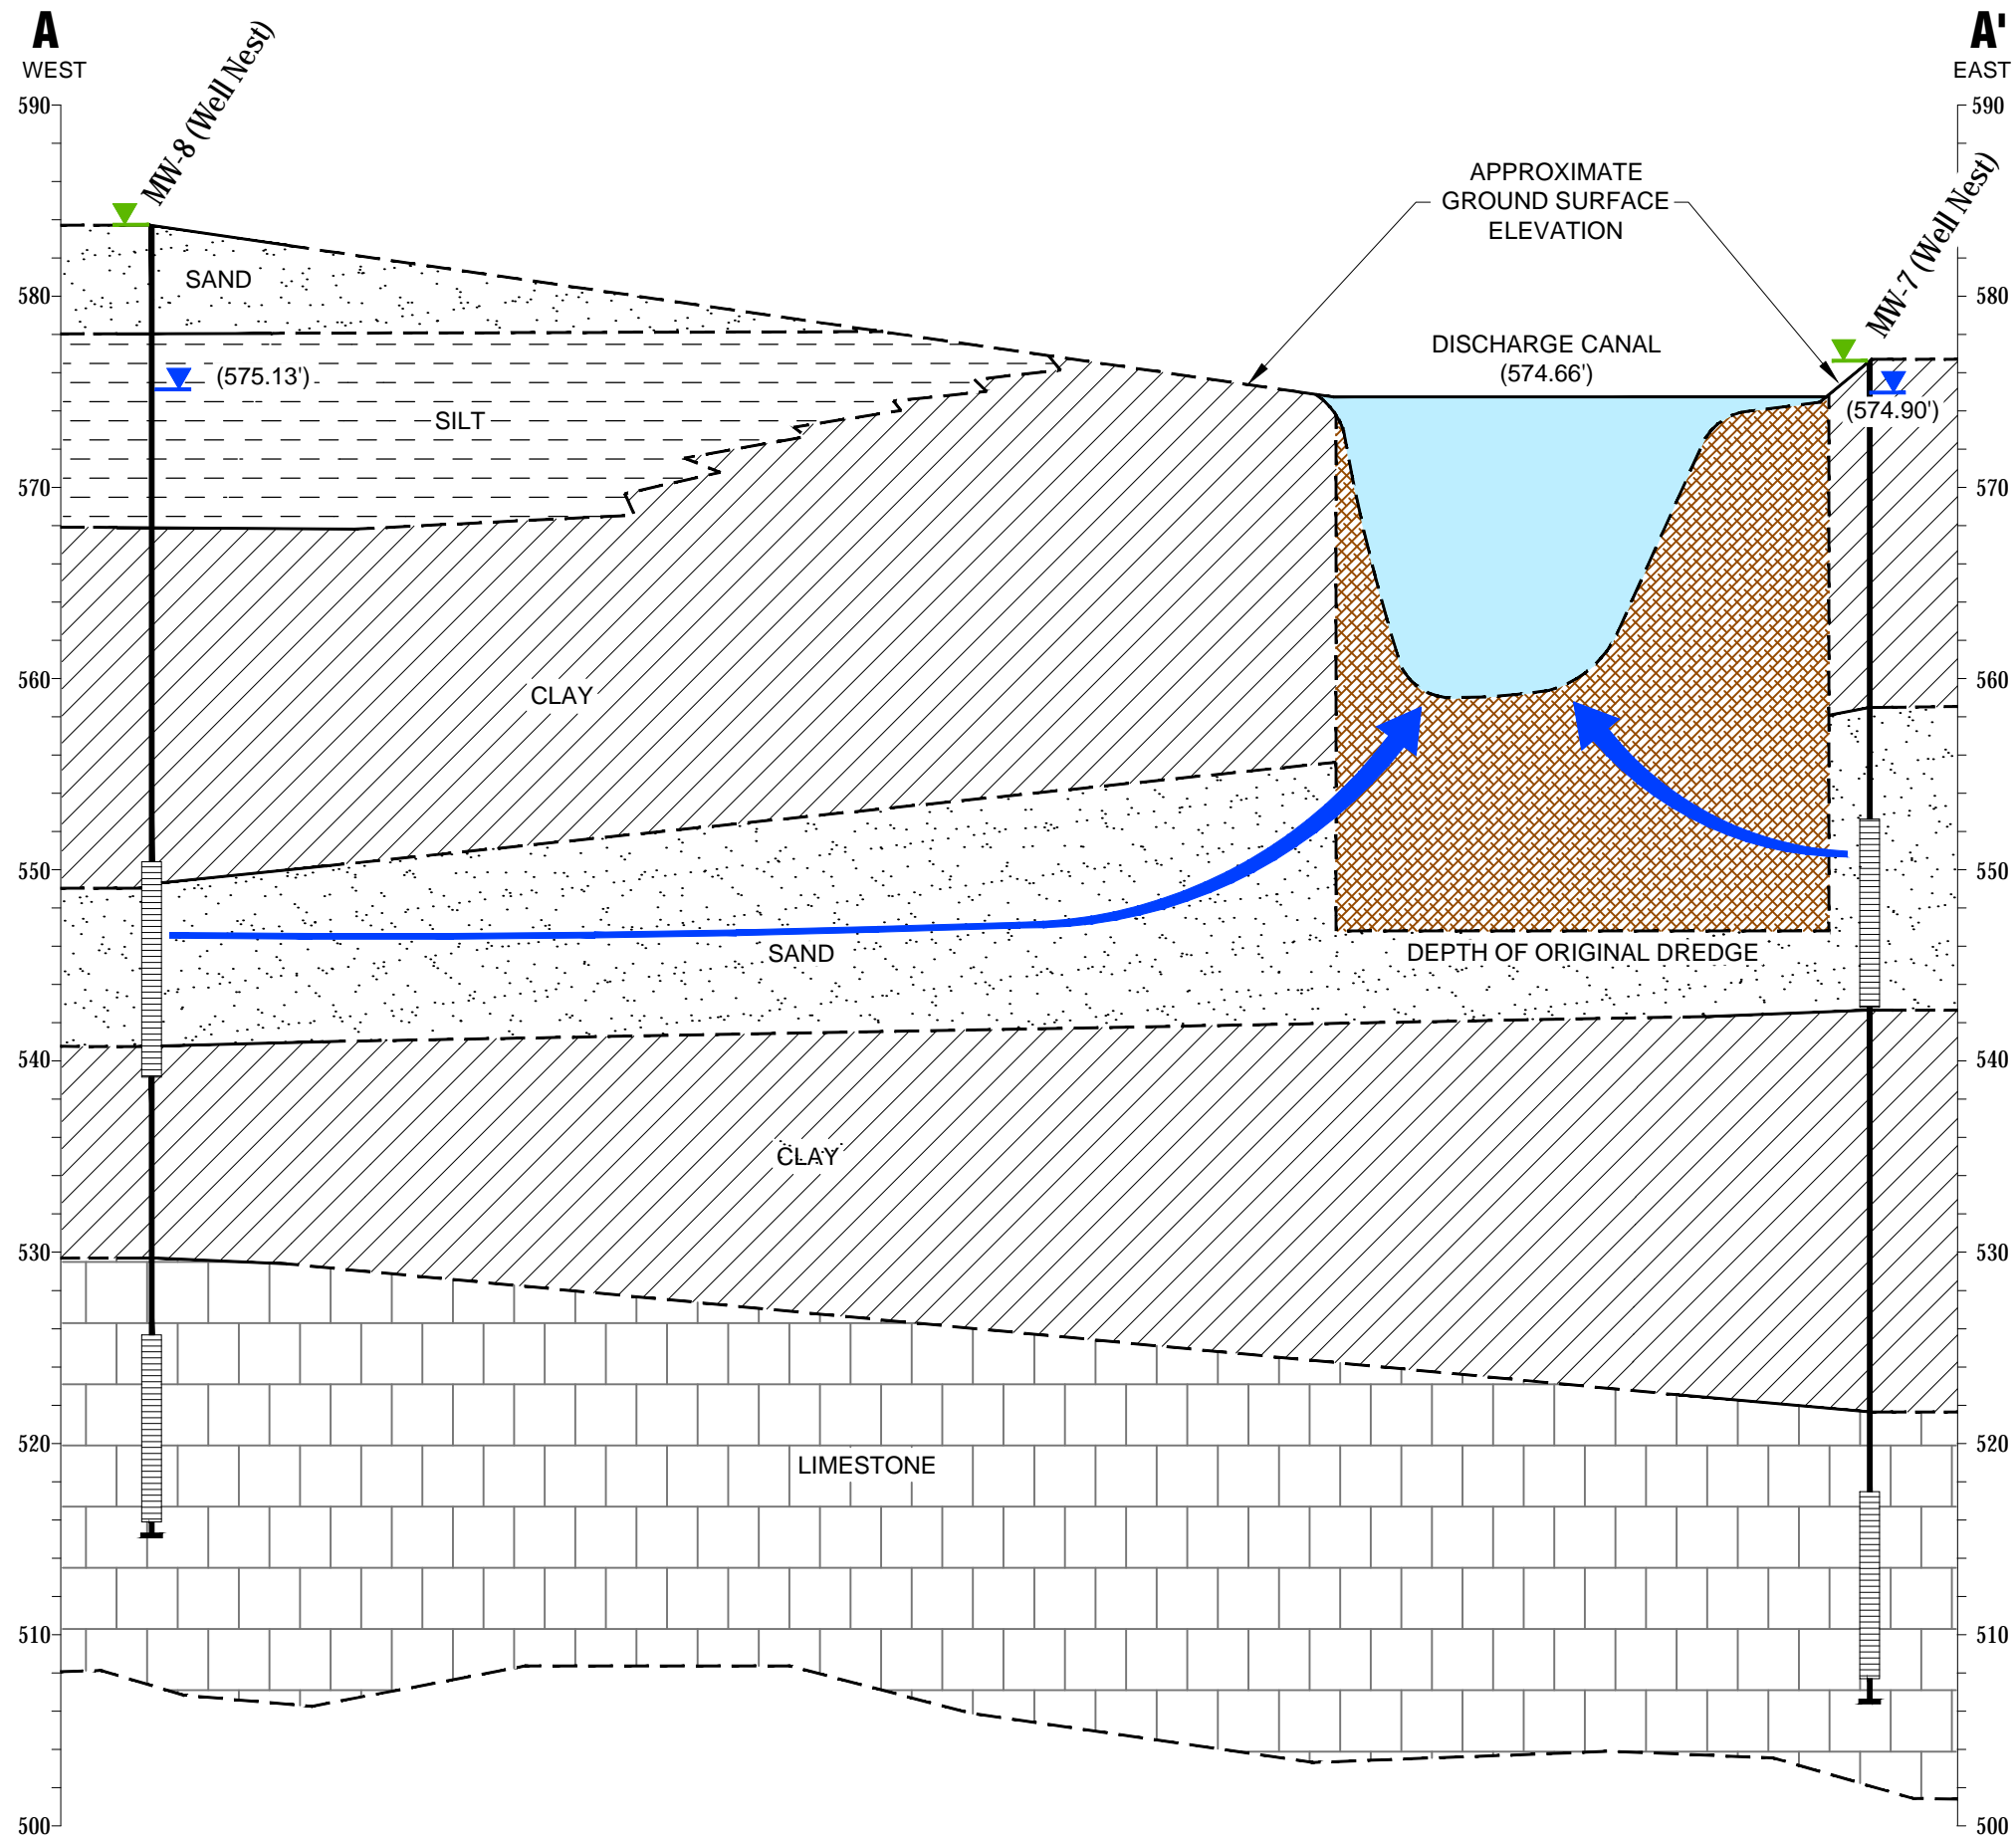 A
WEST
A'
EAST
MW-8 (Well Nest)
MW-7 (Well Nest)
590
580
570
560
550
540
530
520
510
500
590
580
570
560
550
540
530
520
510
500
APPROXIMATE
GROUND SURFACE
ELEVATION
DISCHARGE CANAL
(574.66')
(574.90')
SAND
(575.13')
SILT
CLAY
SAND
DEPTH OF ORIGINAL DREDGE
CLAY
LIMESTONE